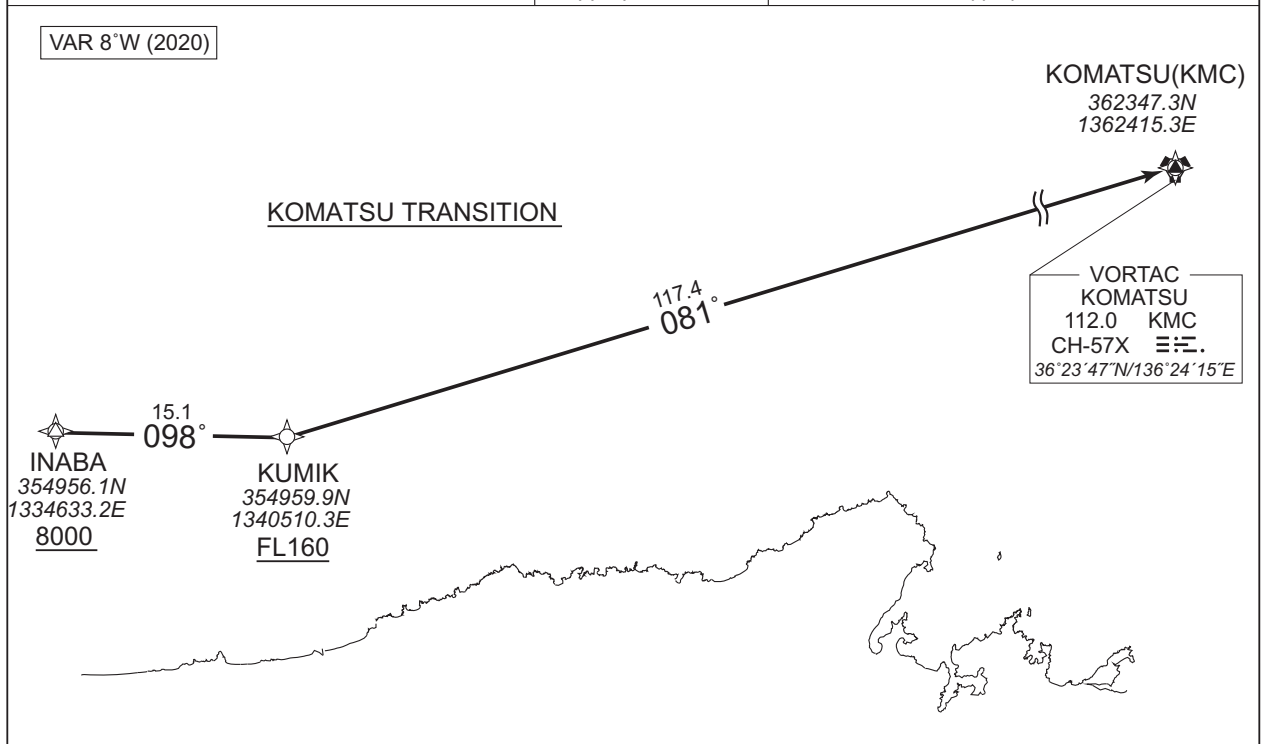 VAR 8˚W (2020)
KOMATSU(KMC)
362347.3N
1362415.3E
KOMATSU TRANSITION
VORTAC
KOMATSU
112.0 KMC
CH-57X
36˚23´47˝N/136˚24´15˝E
117.4
081˚
15.1
098˚
INABA
354956.1N
1334633.2E
8000
KUMIK
354959.9N
1340510.3E
FL160